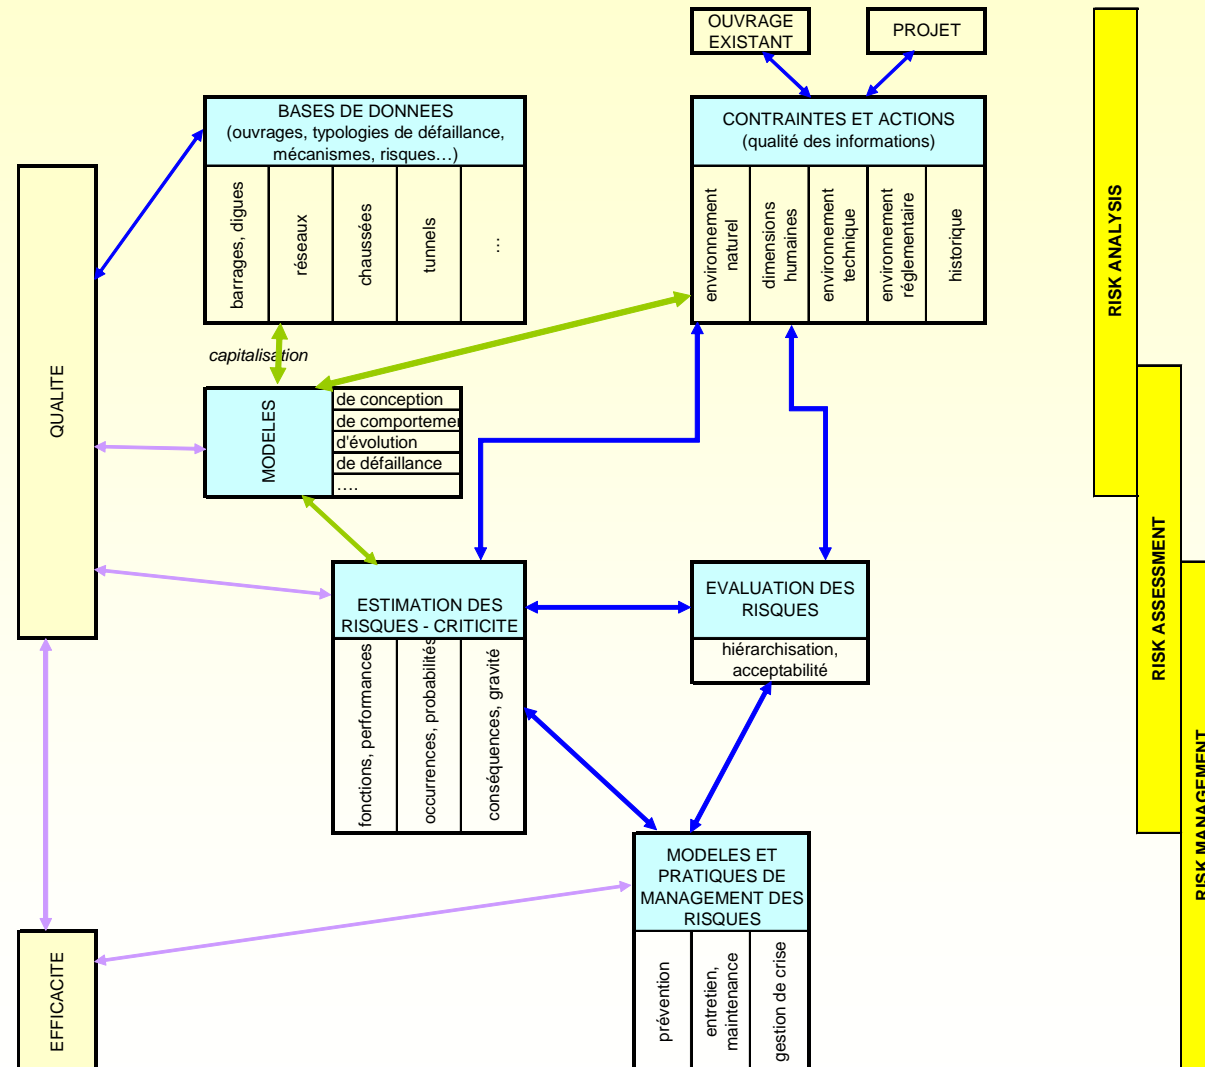 OUVRAGE
EXISTANT
PROJET
BASES DE DONNEES
(ouvrages, typologies de défaillance,
mécanismes, risques…)
barrages, digues
réseaux
chaussées
tunnels
…
CONTRAINTES ET ACTIONS
(qualité des informations)
environnement
naturel
dimensions
humaines
environnement
technique
environnement
réglementaire
historique
RISK ANALYSIS
capitalisation
QUALITE
MODELES
de conception
de comporteme
d'évolution
de défaillance
….
RISK ASSESSMENT
ESTIMATION DES
RISQUES - CRITICITE
fonctions, performances
occurrences, probabilités
conséquences, gravité
EVALUATION DES
RISQUES
hiérarchisation,
acceptabilité
RISK MANAGEMENT
MODELES ET
PRATIQUES DE
MANAGEMENT DES
RISQUES
prévention
entretien,
maintenance
gestion de crise
EFFICACITE